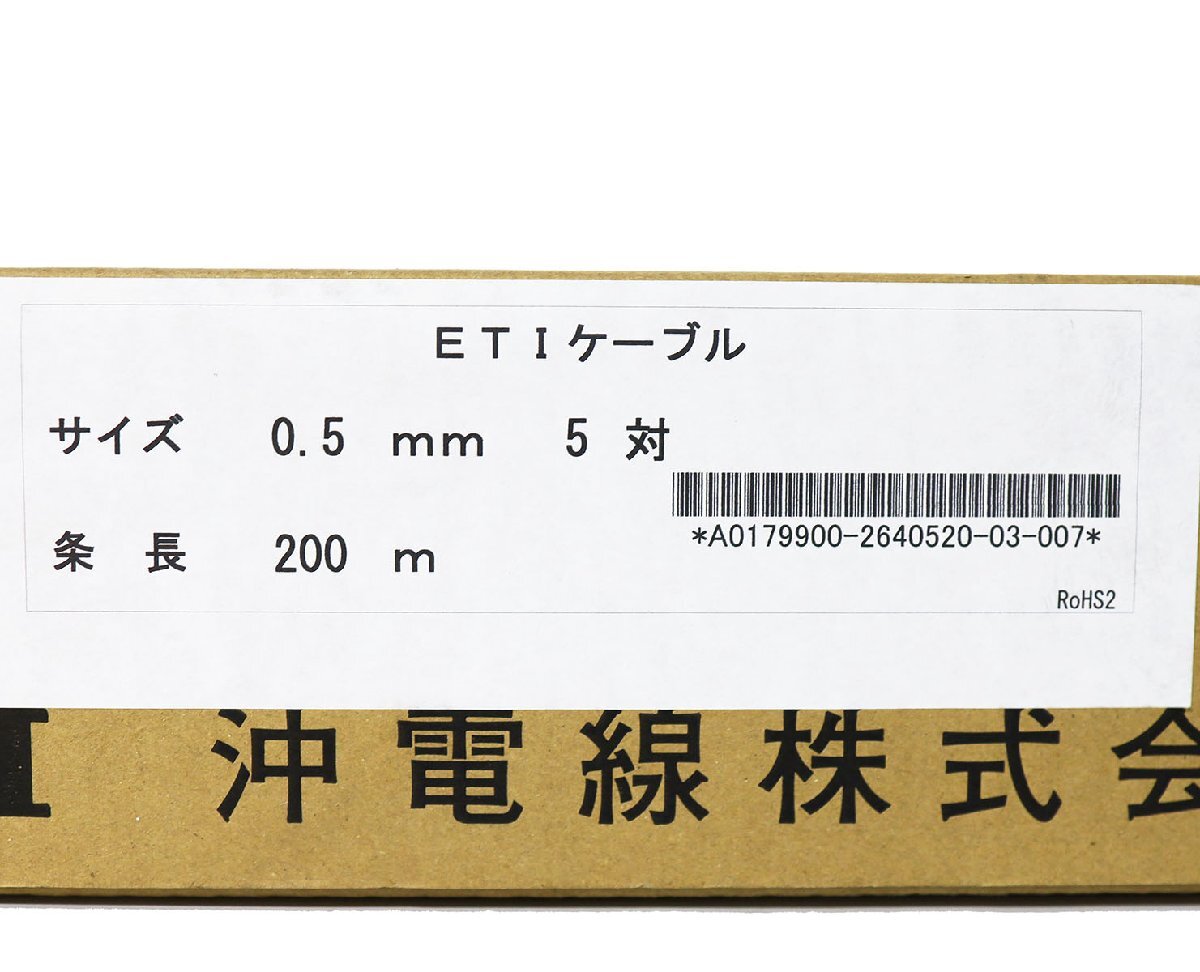 ＥＴＩケーブル
サイズ 0.5 mm 5 対
*A0179900-2640520-03-007*
条 長 200 m
RoHS2
沖電線株式会